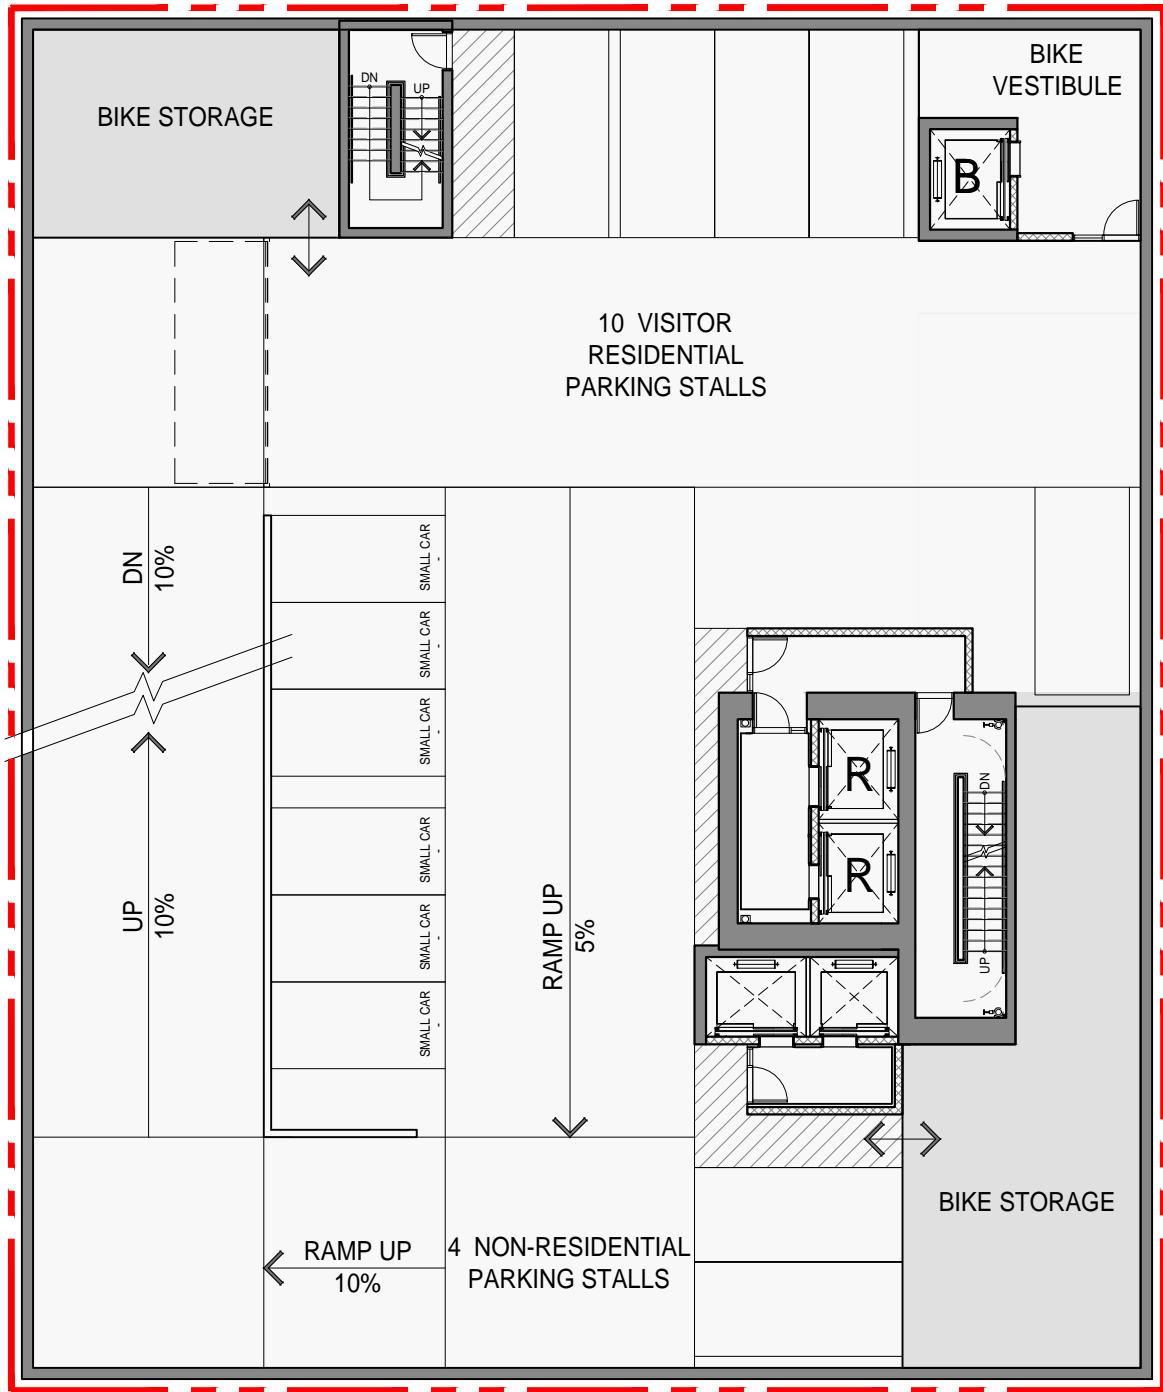 BIKE STORAGE
DN
UP
BIKE
VESTIBULE
B
10 VISITOR
RESIDENTIAL
PARKING STALLS
DN
10%
SMALL CAR
SMALL CAR
SMALL CAR
SMALL CAR
SMALL CAR
SMALL CAR
UP
10%
RAMP UP
5%
R
R
DN
UP
BIKE STORAGE
RAMP UP
10%
4 NON-RESIDENTIAL
PARKING STALLS